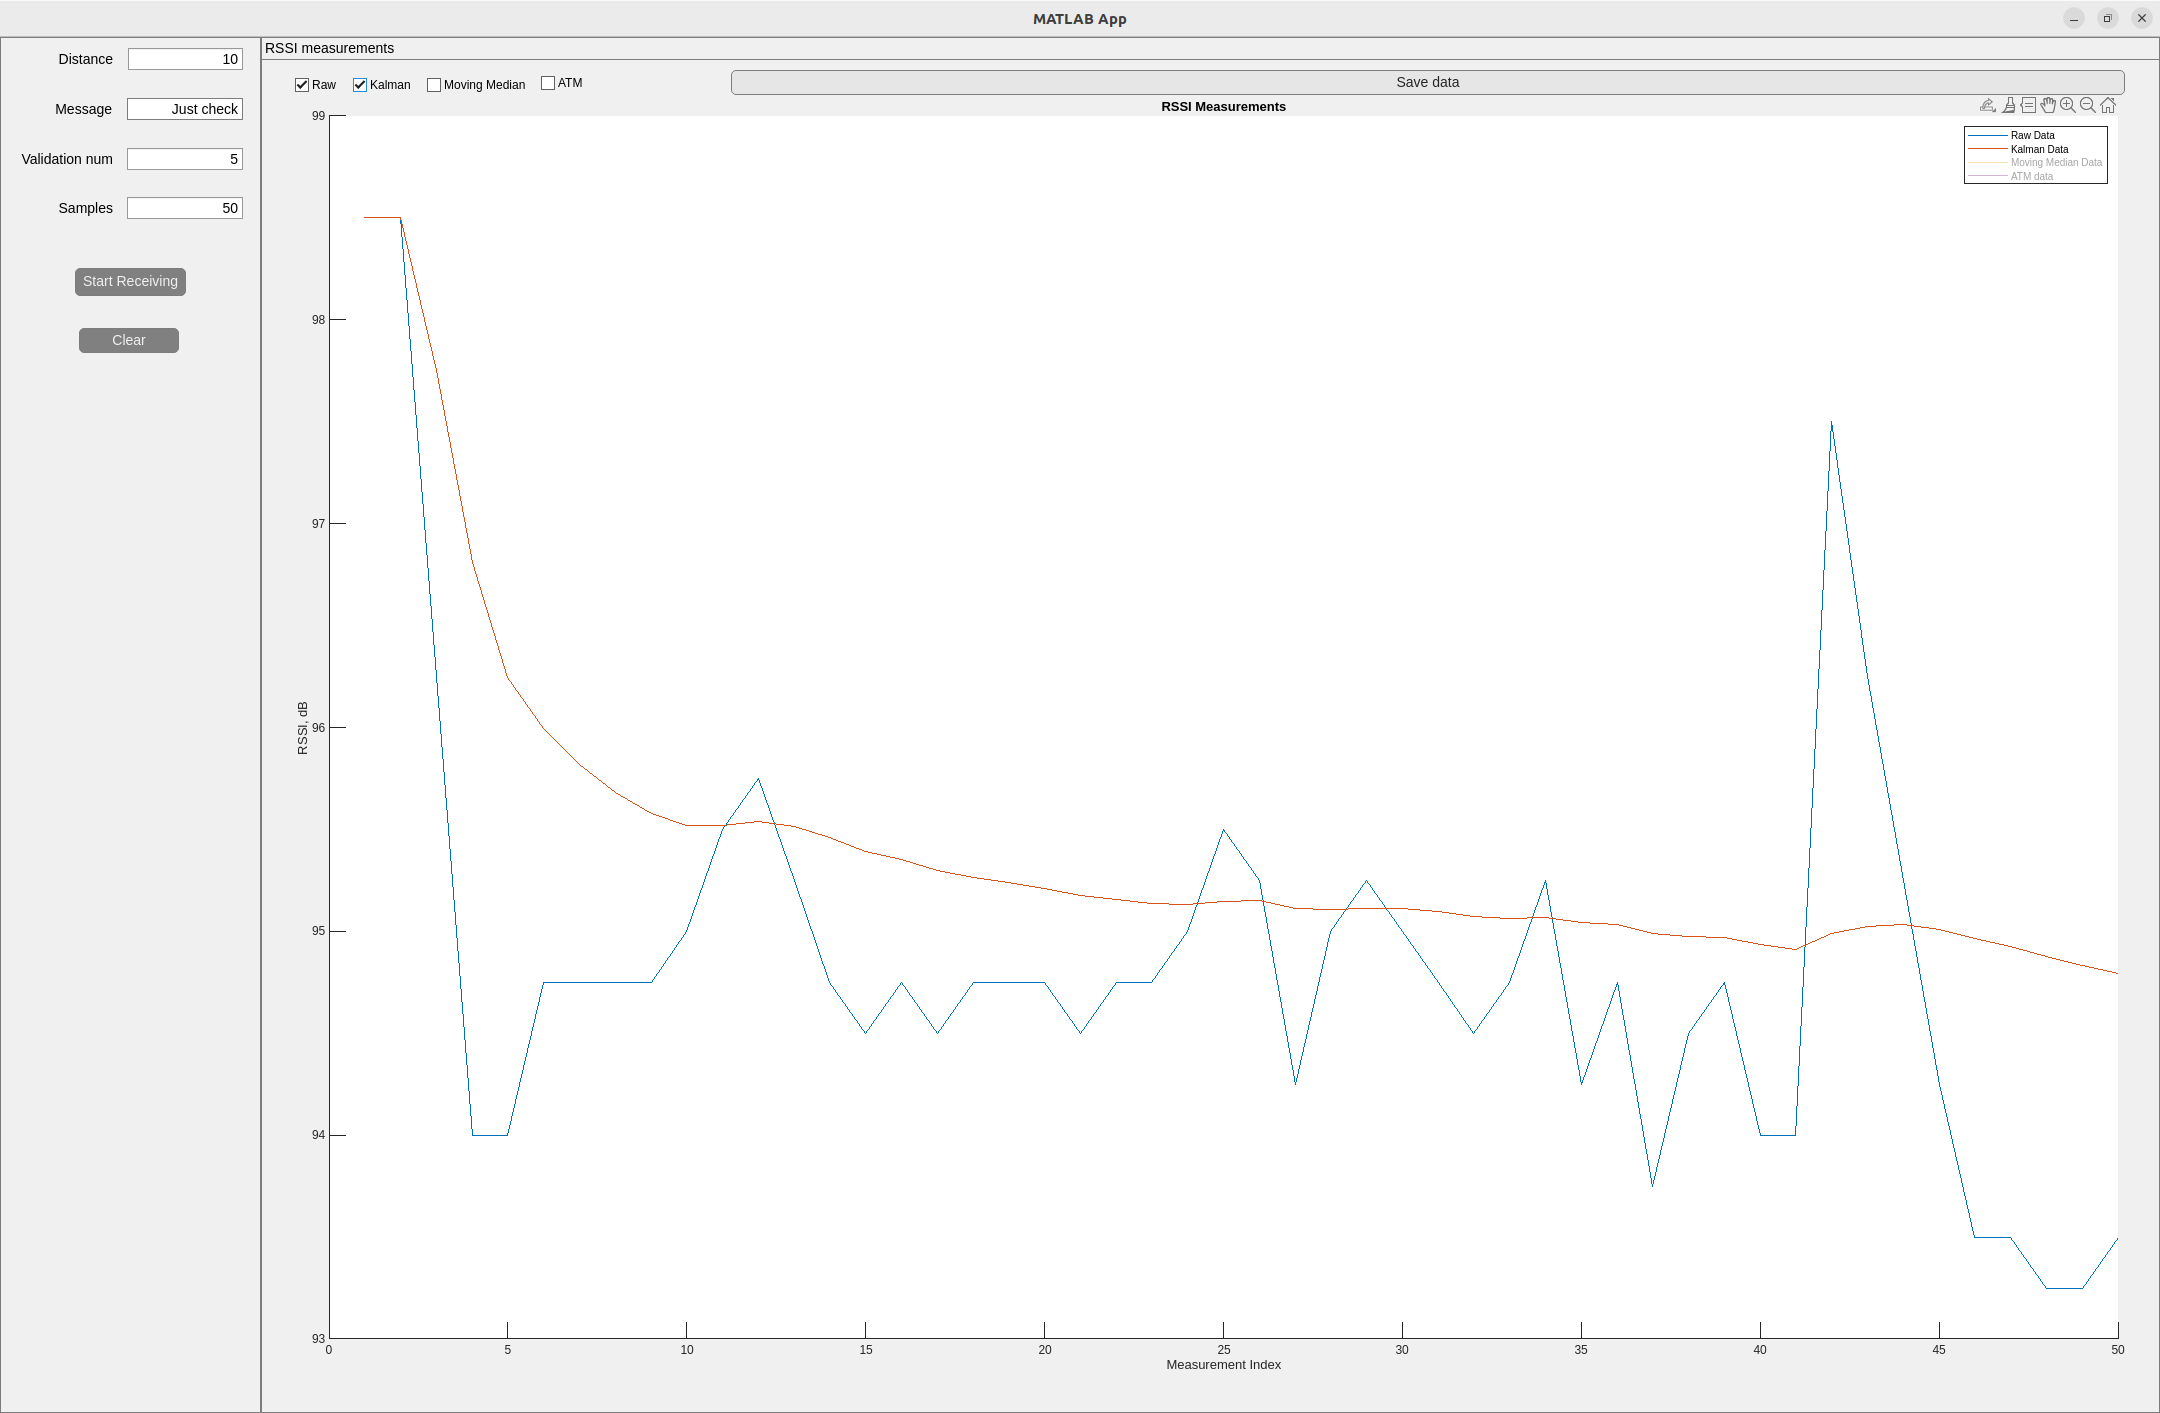 MATLAB App
Distance 10
Message Just check
Validation num 5
Samples 50
Start Receiving
Clear
RSSI measurements
Raw Kalman Moving Median ATM
Save data
RSSI Measurements
Raw Data
Kalman Data
Moving Median Data
ATM data
99
98
97
96
95
94
93
RSSI, dB
0 5 10 15 20 25 30 35 40 45 50
Measurement Index